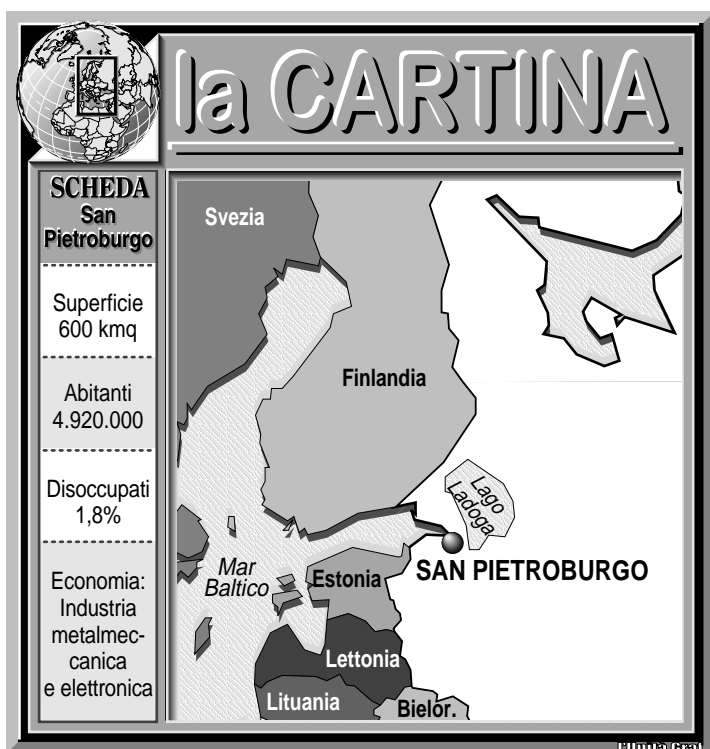 la CARTINA
SCHEDA
San
Pietroburgo
Superficie
600 kmq
Abitanti
4.920.000
Disoccupati
1,8%
Economia:
Industria
metalmec-
canica
e elettronica
Svezia
Finlandia
Lago
Ladoga
SAN PIETROBURGO
Mar
Baltico
Estonia
Lettonia
Lituania
Bielor.